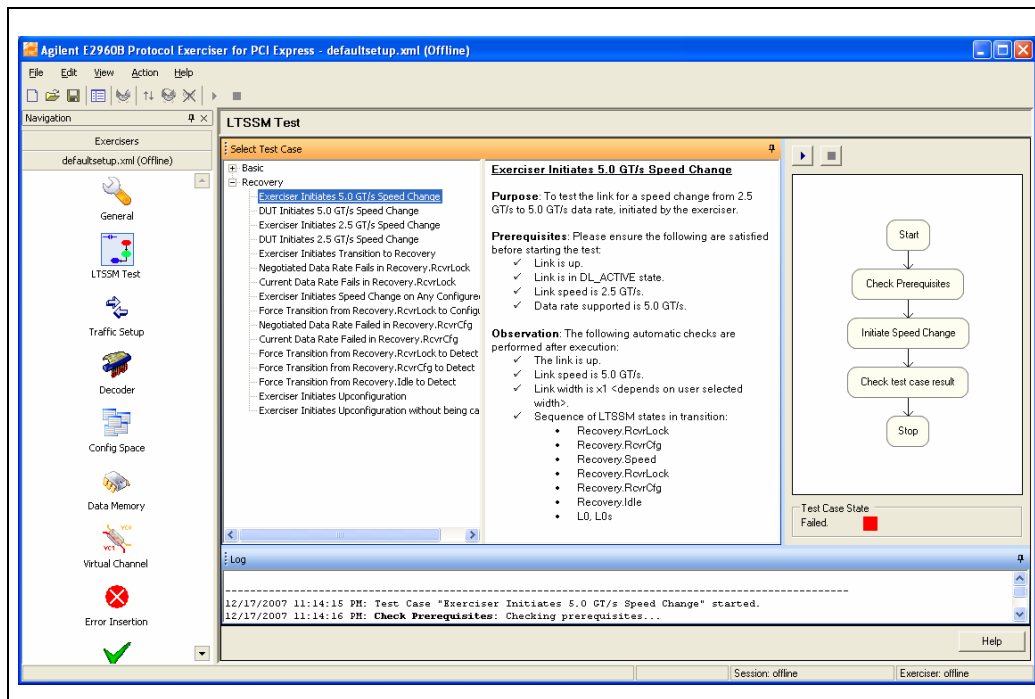 Agilent E2960B Protocol Exerciser for PCI Express - defaultsetup.xml (Offline)
File Edit View Action Help
Navigation
Exercisers
defaultsetup.xml (Offline)
General
LTSSM Test
Traffic Setup
Decoder
Config Space
Data Memory
VC0
VC1
Virtual Channel
Error Insertion
LTSSM Test
Select Test Case
Basic
Recovery
Exerciser Initiates 5.0 GT/s Speed Change
DUT Initiates 5.0 GT/s Speed Change
Exerciser Initiates 2.5 GT/s Speed Change
DUT Initiates 2.5 GT/s Speed Change
Exerciser Initiates Transition to Recovery
Negotiated Data Rate Fails in Recovery.RcvrLock
Current Data Rate Fails in Recovery.RcvrLock
Exerciser Initiates Speed Change on Any Configure
Force Transition from Recovery.RcvrLock to Configu
Negotiated Data Rate Failed in Recovery.RcvrCfg
Current Data Rate Failed in Recovery.RcvrCfg
Force Transition from Recovery.RcvrLock to Detect
Force Transition from Recovery.RcvrCfg to Detect
Force Transition from Recovery.Idle to Detect
Exerciser Initiates Upconfiguration
Exerciser Initiates Upconfiguration without being ca
Exerciser Initiates 5.0 GT/s Speed Change
Purpose: To test the link for a speed change from 2.5
GT/s to 5.0 GT/s data rate, initiated by the exerciser.
Prerequisites: Please ensure the following are satisfied
before starting the test:
✓ Link is up.
✓ Link is in DL_ACTIVE state.
✓ Link speed is 2.5 GT/s.
✓ Data rate supported is 5.0 GT/s.
Observation: The following automatic checks are
performed after execution:
✓ The link is up.
✓ Link speed is 5.0 GT/s.
✓ Link width is x1 <depends on user selected
width>.
✓ Sequence of LTSSM states in transition:
• Recovery.RcvrLock
• Recovery.RcvrCfg
• Recovery.Speed
• Recovery.RcvrLock
• Recovery.RcvrCfg
• Recovery.Idle
• L0, L0s
Start
Check Prerequisites
Initiate Speed Change
Check test case result
Stop
Test Case State
Failed.
Log
--------------------------------------------------------------------------------
12/17/2007 11:14:15 PM: Test Case "Exerciser Initiates 5.0 GT/s Speed Change" started.
12/17/2007 11:14:16 PM: Check Prerequisites: Checking prerequisites...
Help
Session: offline
Exerciser: offline